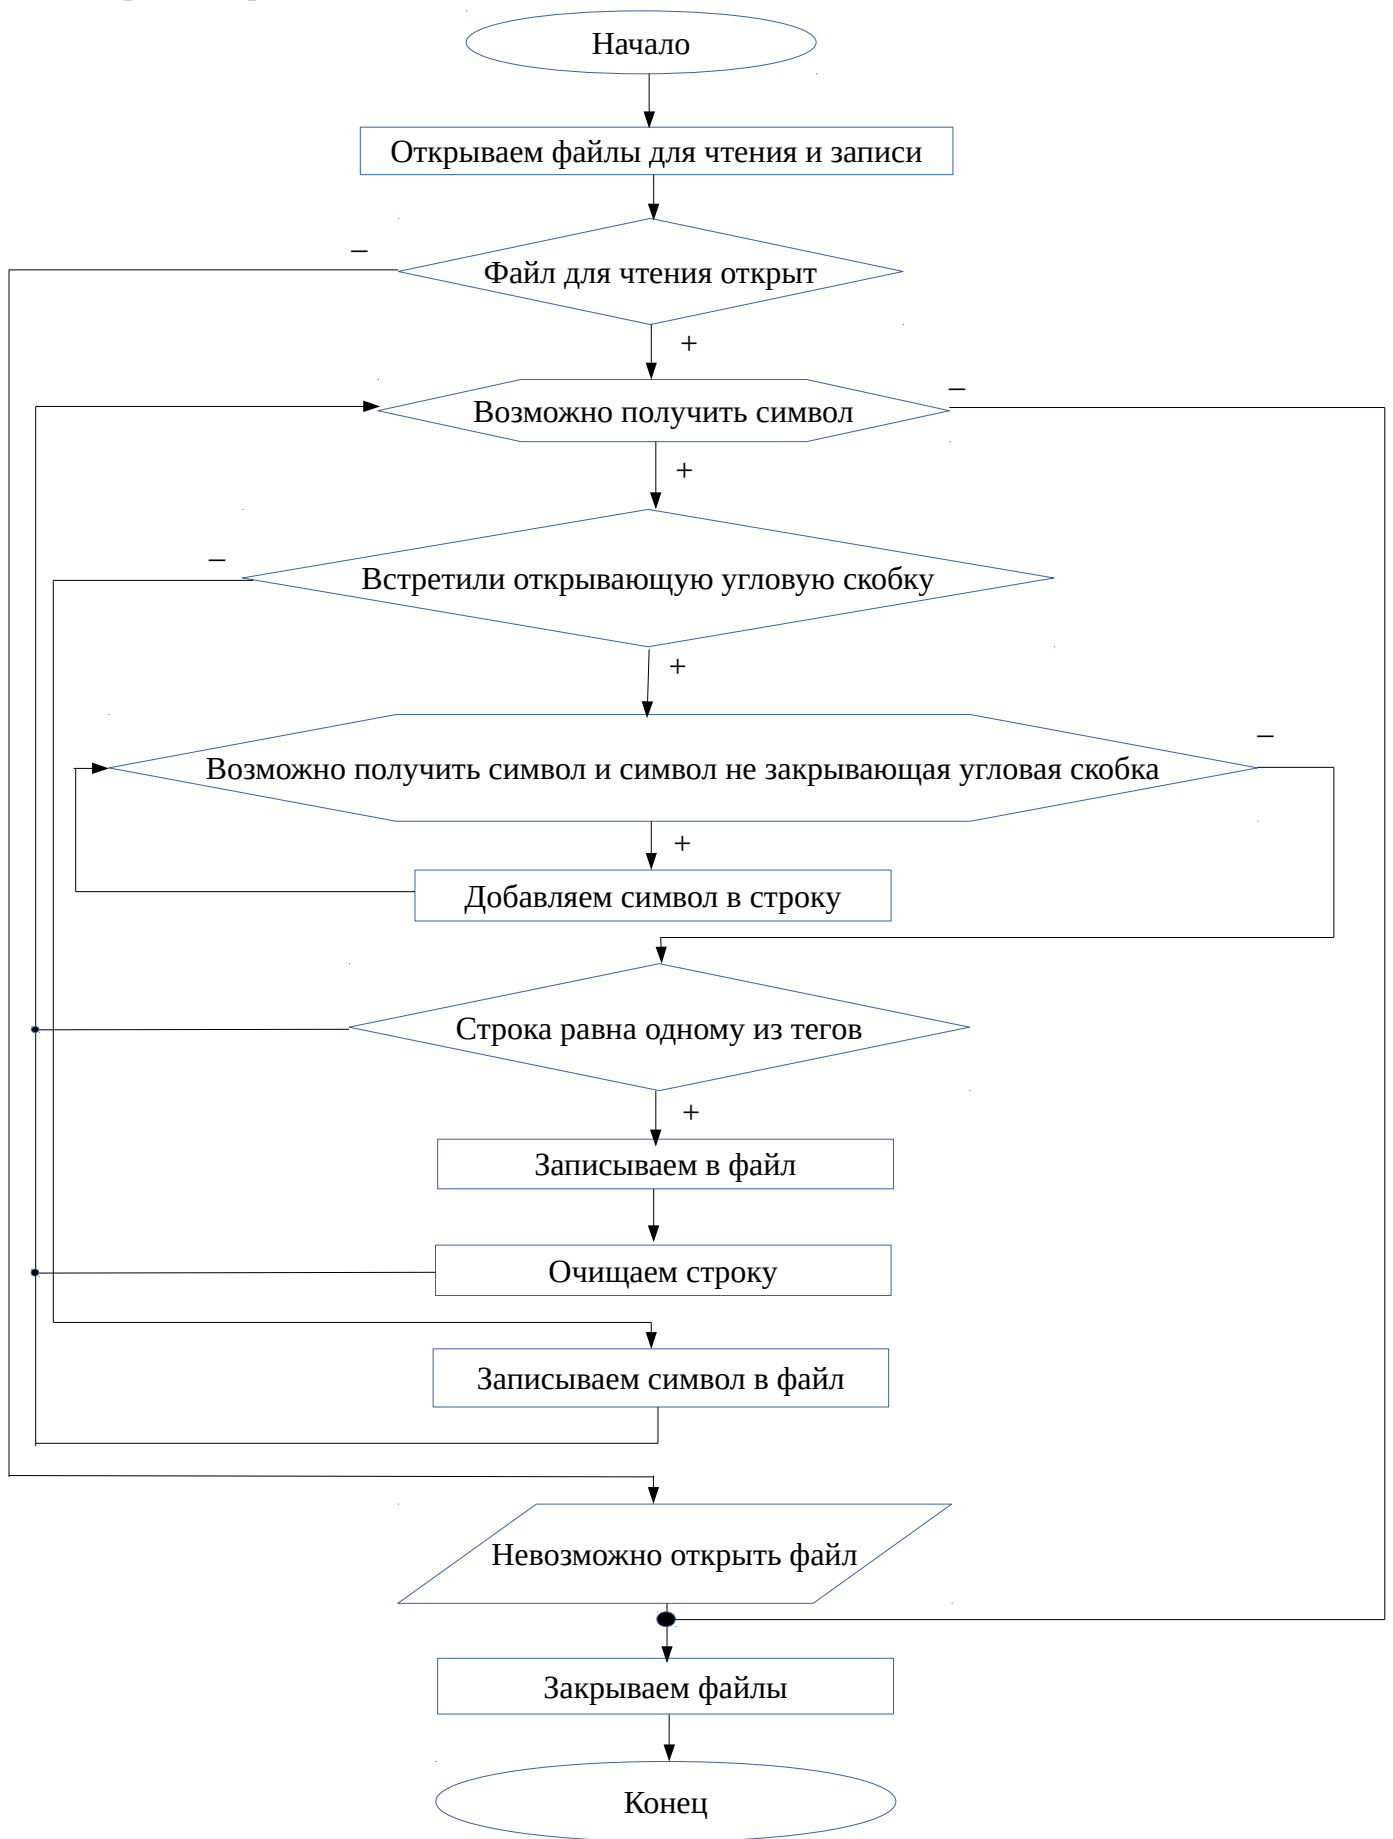 Начало
Открываем файлы для чтения и записи
–
Файл для чтения открыт
+
–
Возможно получить символ
+
–
Встретили открывающую угловую скобку
+
–
Возможно получить символ и символ не закрывающая угловая скобка
+
Добавляем символ в строку
Строка равна одному из тегов
+
Записываем в файл
Очищаем строку
Записываем символ в файл
Невозможно открыть файл
Закрываем файлы
Конец